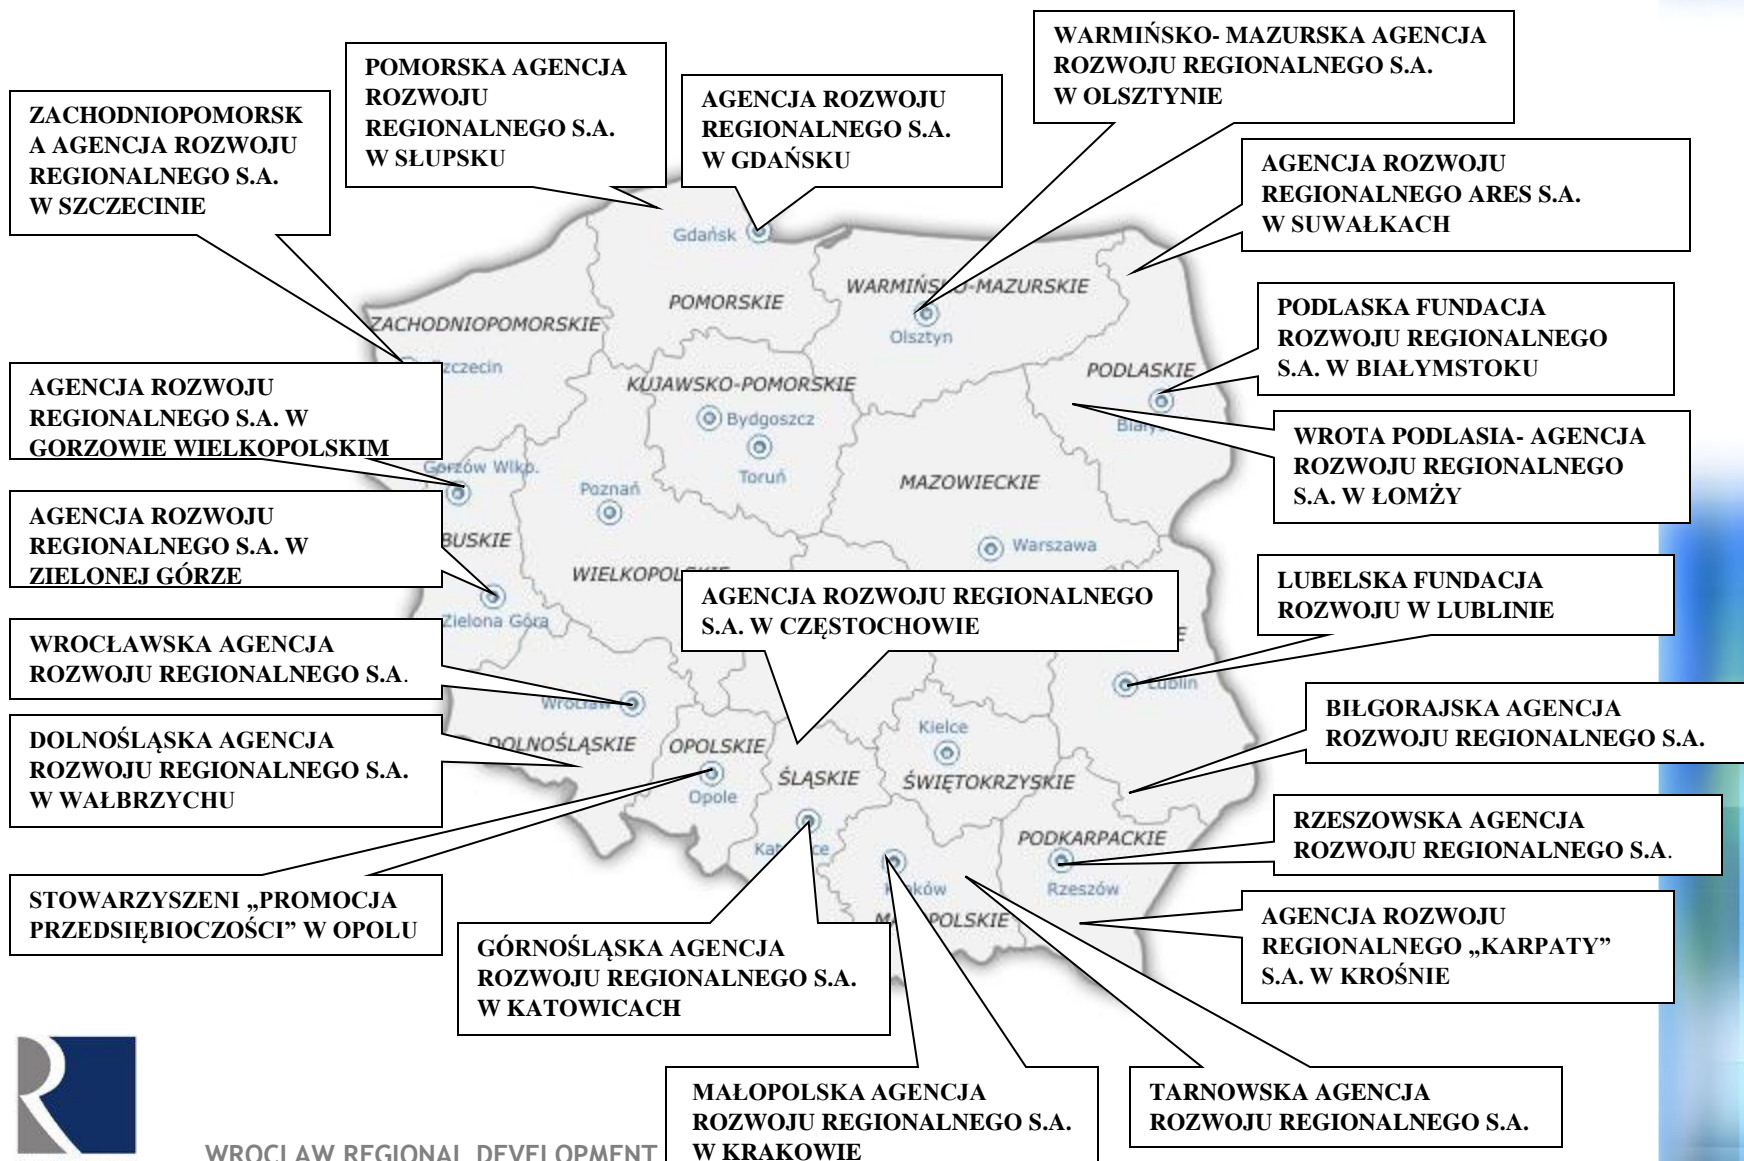 WARMIŃSKO- MAZURSKA AGENCJA
ROZWOJU REGIONALNEGO S.A.
W OLSZTYNIE
POMORSKA AGENCJA
ROZWOJU
REGIONALNEGO S.A.
W SŁUPSKU
AGENCJA ROZWOJU
REGIONALNEGO S.A.
W GDAŃSKU
ZACHODNIOPOMORSK
A AGENCJA ROZWOJU
REGIONALNEGO S.A.
W SZCZECINIE
AGENCJA ROZWOJU
REGIONALNEGO ARES S.A.
W SUWAŁKACH
Gdańsk
WARMIŃSKO-MAZURSKIE
POMORSKIE
ZACHODNIOPOMORSKIE
Olsztyn
PODLASKA FUNDACJA
ROZWOJU REGIONALNEGO
S.A. W BIAŁYMSTOKU
PODLASKIE
KUJAWSKO-POMORSKIE
AGENCJA ROZWOJU
REGIONALNEGO S.A. W
GORZOWIE WIELKOPOLSKIM
Bydgoszcz
WROTA PODLASIA- AGENCJA
ROZWOJU REGIONALNEGO
S.A. W ŁOMŻY
Gorzów Wlkp.
Toruń
Poznań
MAZOWIECKIE
AGENCJA ROZWOJU
REGIONALNEGO S.A. W
ZIELONEJ GÓRZE
BUSKIE
Warszawa
WIELKOPOLSKIE
AGENCJA ROZWOJU REGIONALNEGO
S.A. W CZĘSTOCHOWIE
LUBELSKA FUNDACJA
ROZWOJU W LUBLINIE
Zielona Góra
WROCŁAWSKA AGENCJA
ROZWOJU REGIONALNEGO S.A.
E
Lublin
Wrocław
BIŁGORAJSKA AGENCJA
ROZWOJU REGIONALNEGO S.A.
DOLNOŚLĄSKA AGENCJA
ROZWOJU REGIONALNEGO S.A.
W WAŁBRZYCHU
DOLNOŚLĄSKIE
OPOLSKIE
Kielce
ŚLĄSKIE
ŚWIĘTOKRZYSKIE
Opole
RZESZOWSKA AGENCJA
ROZWOJU REGIONALNEGO S.A.
PODKARPACKIE
Rzeszów
Kraków
STOWARZYSZENI „PROMOCJA
PRZEDSIĘBIOCZOŚCI” W OPOLU
AGENCJA ROZWOJU
REGIONALNEGO „KARPATY”
S.A. W KROŚNIE
GÓRNOŚLĄSKA AGENCJA
ROZWOJU REGIONALNEGO S.A.
W KATOWICACH
MAŁOPOLSKA AGENCJA
ROZWOJU REGIONALNEGO S.A.
W KRAKOWIE
TARNOWSKA AGENCJA
ROZWOJU REGIONALNEGO S.A.
WROCLAW REGIONAL DEVELOPMENT